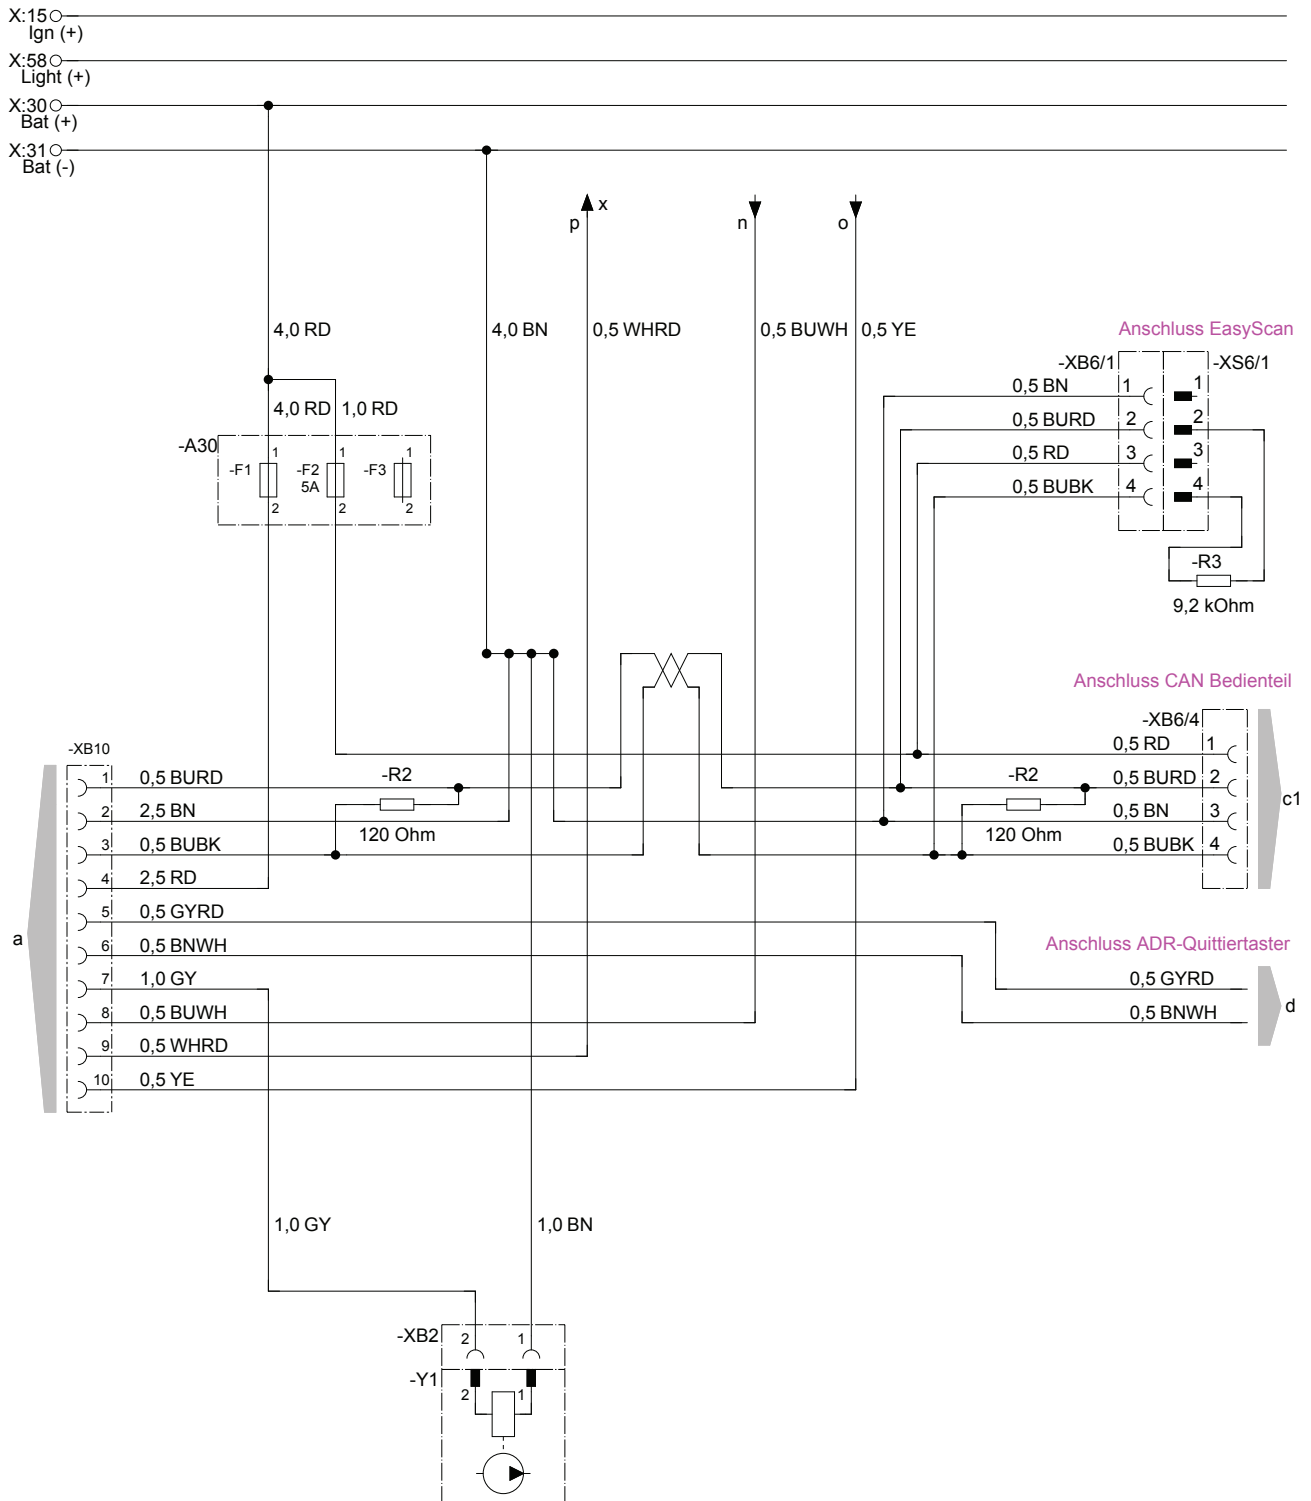 X:15
Ign (+)
X:58
Light (+)
X:30
Bat (+)
X:31
Bat (-)
p x n o
4,0 RD 4,0 BN 0,5 WHRD 0,5 BUWH 0,5 YE
Anschluss EasyScan
-XB6/1 -XS6/1
0,5 BN 1 1
0,5 BURD 2 2
0,5 RD 3 3
0,5 BUBK 4 4
-R3
9,2 kOhm
4,0 RD 1,0 RD
-A30
1 1 1
-F1 -F2 -F3
5A
2 2 2
Anschluss CAN Bedienteil
-XB6/4
0,5 RD 1
-R2 0,5 BURD 2
0,5 BN 3
120 Ohm 0,5 BUBK 4
c1
-XB10
1 0,5 BURD -R2
2 2,5 BN
120 Ohm
3 0,5 BUBK
4 2,5 RD
5 0,5 GYRD
6 0,5 BNWH
7 1,0 GY
8 0,5 BUWH
9 0,5 WHRD
10 0,5 YE
a
Anschluss ADR-Quittiertaster
0,5 GYRD
0,5 BNWH
d
1,0 GY 1,0 BN
-XB2 2 1
-Y1
2 1